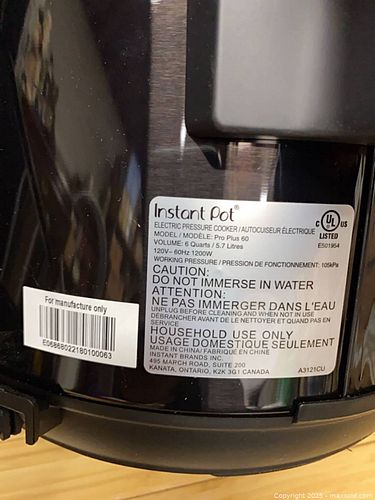 Instant Pot®
ELECTRIC PRESSURE COOKER / AUTOCUISEUR ÉLECTRIQUE
MODEL / MODÈLE: Pro Plus 60
VOLUME: 6 Quarts / 5.7 Litres
120V~ 60Hz 1200W
WORKING PRESSURE / PRESSION DE FONCTIONNEMENT: 105kPa
C UL US
LISTED
E501954
CAUTION:
DO NOT IMMERSE IN WATER
ATTENTION:
NE PAS IMMERGER DANS L'EAU
UNPLUG BEFORE CLEANING AND WHEN NOT IN USE
DÉBRANCHER AVANT DE LE NETTOYER ET QUAND PAS EN
SERVICE
HOUSEHOLD USE ONLY
USAGE DOMESTIQUE SEULEMENT
MADE IN CHINA/ FABRIQUÉ EN CHINE
INSTANT BRANDS INC.
495 MARCH ROAD, SUITE 200
KANATA, ONTARIO, K2K 3G1 CANADA
A3121CU
For manufacture only
E06868022180100063
Copyright 2025 - maxsold.com